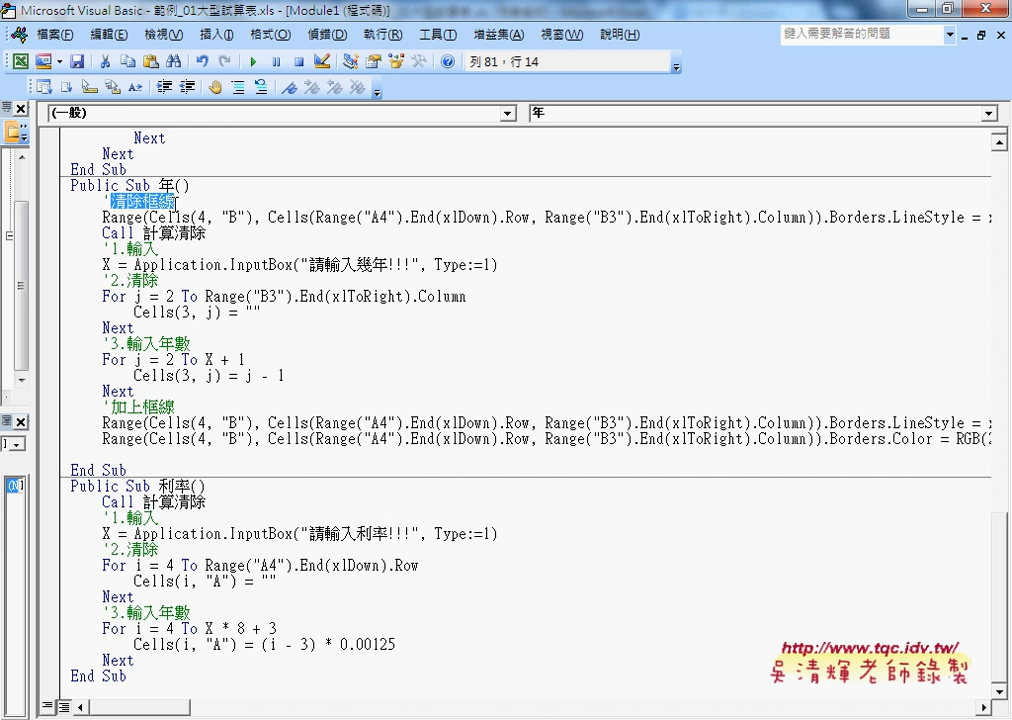 Microsoft Visual Basic - 範例_01大型試算表.xls - [Module1 (程式碼)]
檔案(F) 編輯(E) 檢視(V) 插入(I) 格式(O) 偵錯(D) 執行(R) 工具(T) 增益集(A) 視窗(W) 說明(H) 鍵入需要解答的問題
列 81，行 14
(一般) 年
Next
Next
End Sub
Public Sub 年()
'清除框線
Range(Cells(4, "B"), Cells(Range("A4").End(xlDown).Row, Range("B3").End(xlToRight).Column)).Borders.LineStyle = x
Call 計算清除
'1.輸入
X = Application.InputBox("請輸入幾年!!!", Type:=1)
'2.清除
For j = 2 To Range("B3").End(xlToRight).Column
Cells(3, j) = ""
Next
'3.輸入年數
For j = 2 To X + 1
Cells(3, j) = j - 1
Next
'加上框線
Range(Cells(4, "B"), Cells(Range("A4").End(xlDown).Row, Range("B3").End(xlToRight).Column)).Borders.LineStyle = x
Range(Cells(4, "B"), Cells(Range("A4").End(xlDown).Row, Range("B3").End(xlToRight).Column)).Borders.Color = RGB(2
End Sub
Public Sub 利率()
Call 計算清除
'1.輸入
X = Application.InputBox("請輸入利率!!!", Type:=1)
'2.清除
For i = 4 To Range("A4").End(xlDown).Row
Cells(i, "A") = ""
Next
'3.輸入年數
For i = 4 To X * 8 + 3
Cells(i, "A") = (i - 3) * 0.00125
Next
End Sub
http://www.tqc.idv.tw/
吳清輝老師錄製